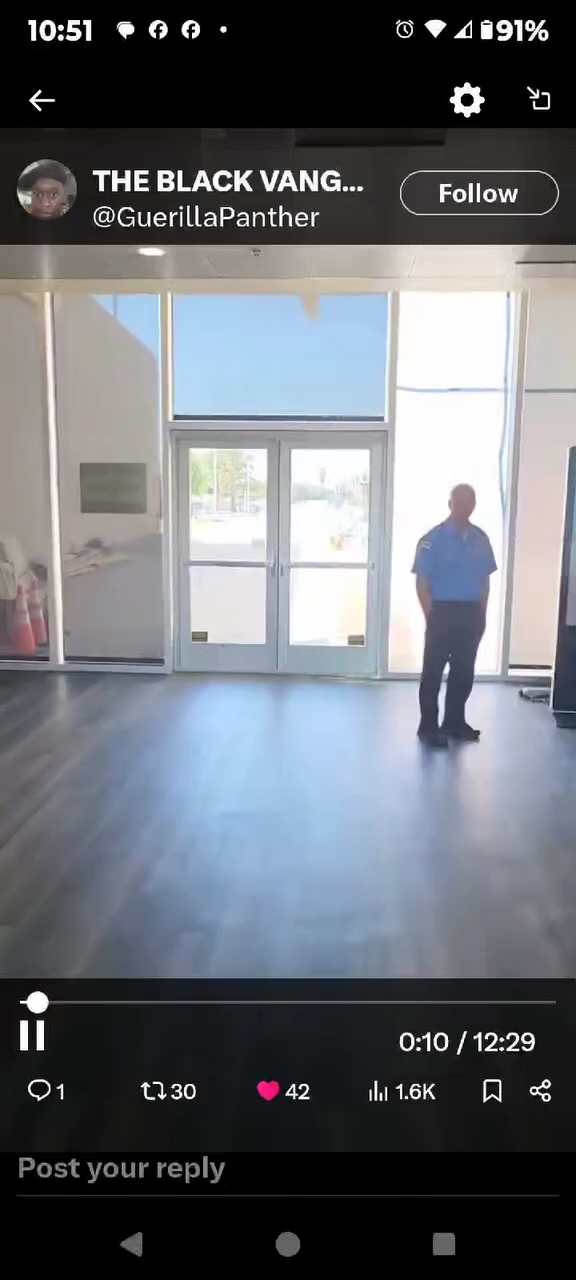 10:51
91%
THE BLACK VANG...
Follow
@GuerillaPanther
0:10 / 12:29
1
30
42
1.6K
Post your reply